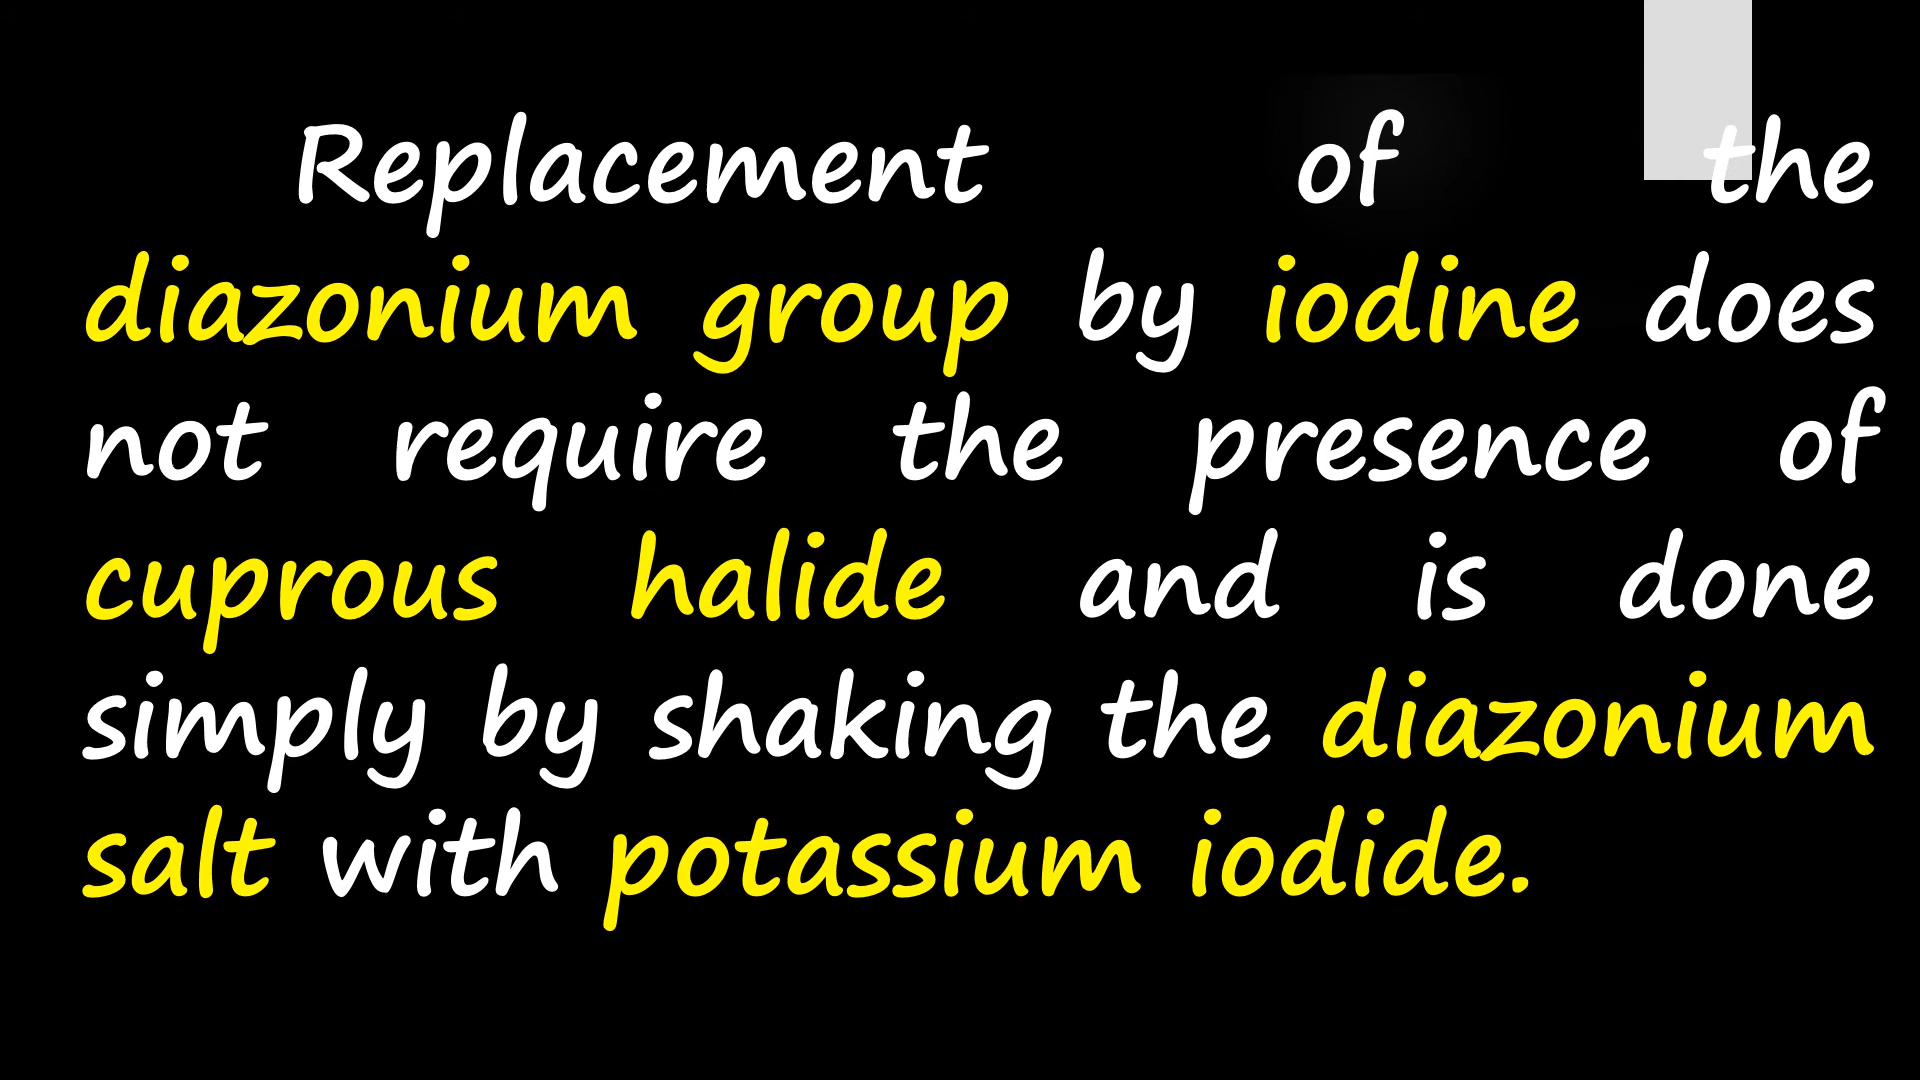 Replacement of the
diazonium group by iodine does
not require the presence of
cuprous halide and is done
simply by shaking the diazonium
salt with potassium iodide.